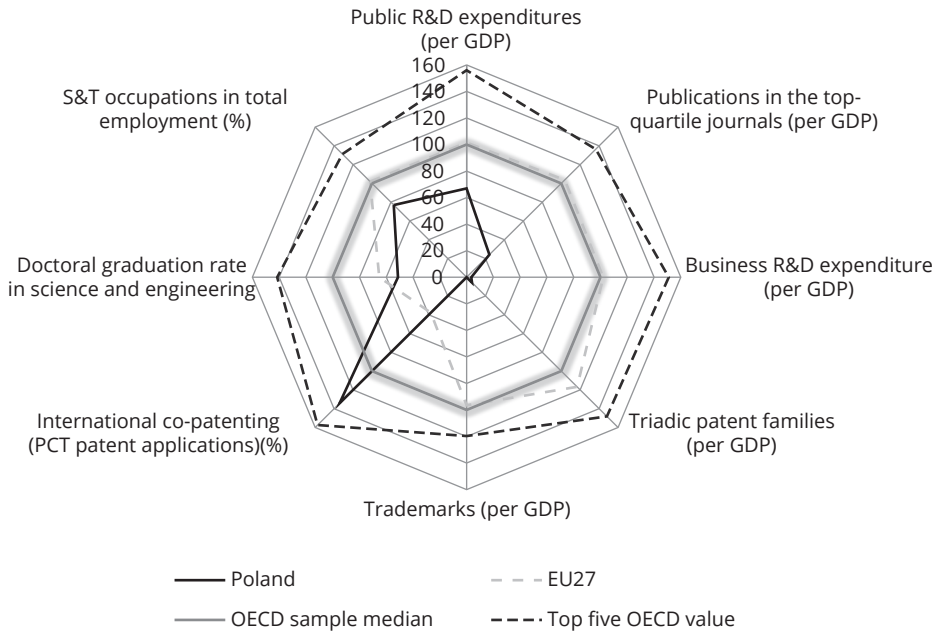 Public R&D expenditures
(per GDP)
S&T occupations in total
employment (%)
Publications in the top-
quartile journals (per GDP)
160
140
120
100
80
60
40
20
0
Doctoral graduation rate
in science and engineering
Business R&D expenditure
(per GDP)
International co-patenting
(PCT patent applications)(%)
Triadic patent families
(per GDP)
Trademarks (per GDP)
Poland
EU27
OECD sample median
Top five OECD value